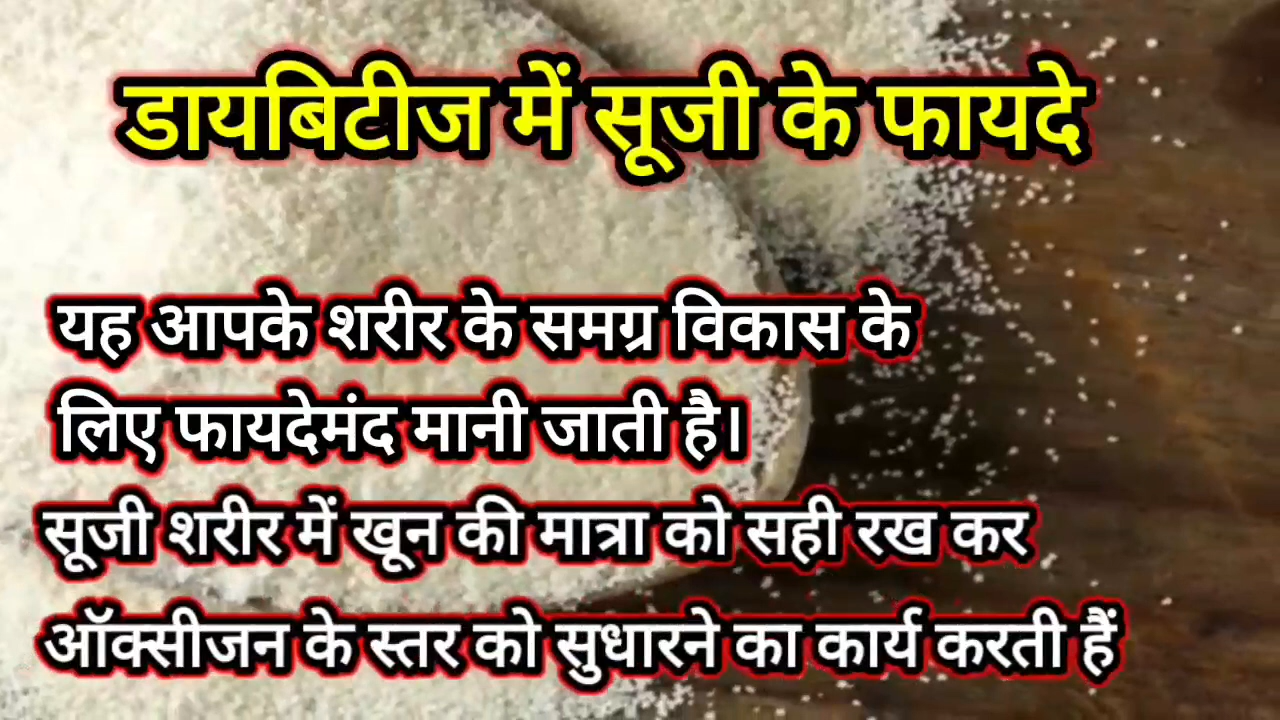 डायबिटीज में सूजी के फायदे
यह आपके शरीर के समग्र विकास के
लिए फायदेमंद मानी जाती है।
सूजी शरीर में खून की मात्रा को सही रख कर
ऑक्सीजन के स्तर को सुधारने का कार्य करती हैं